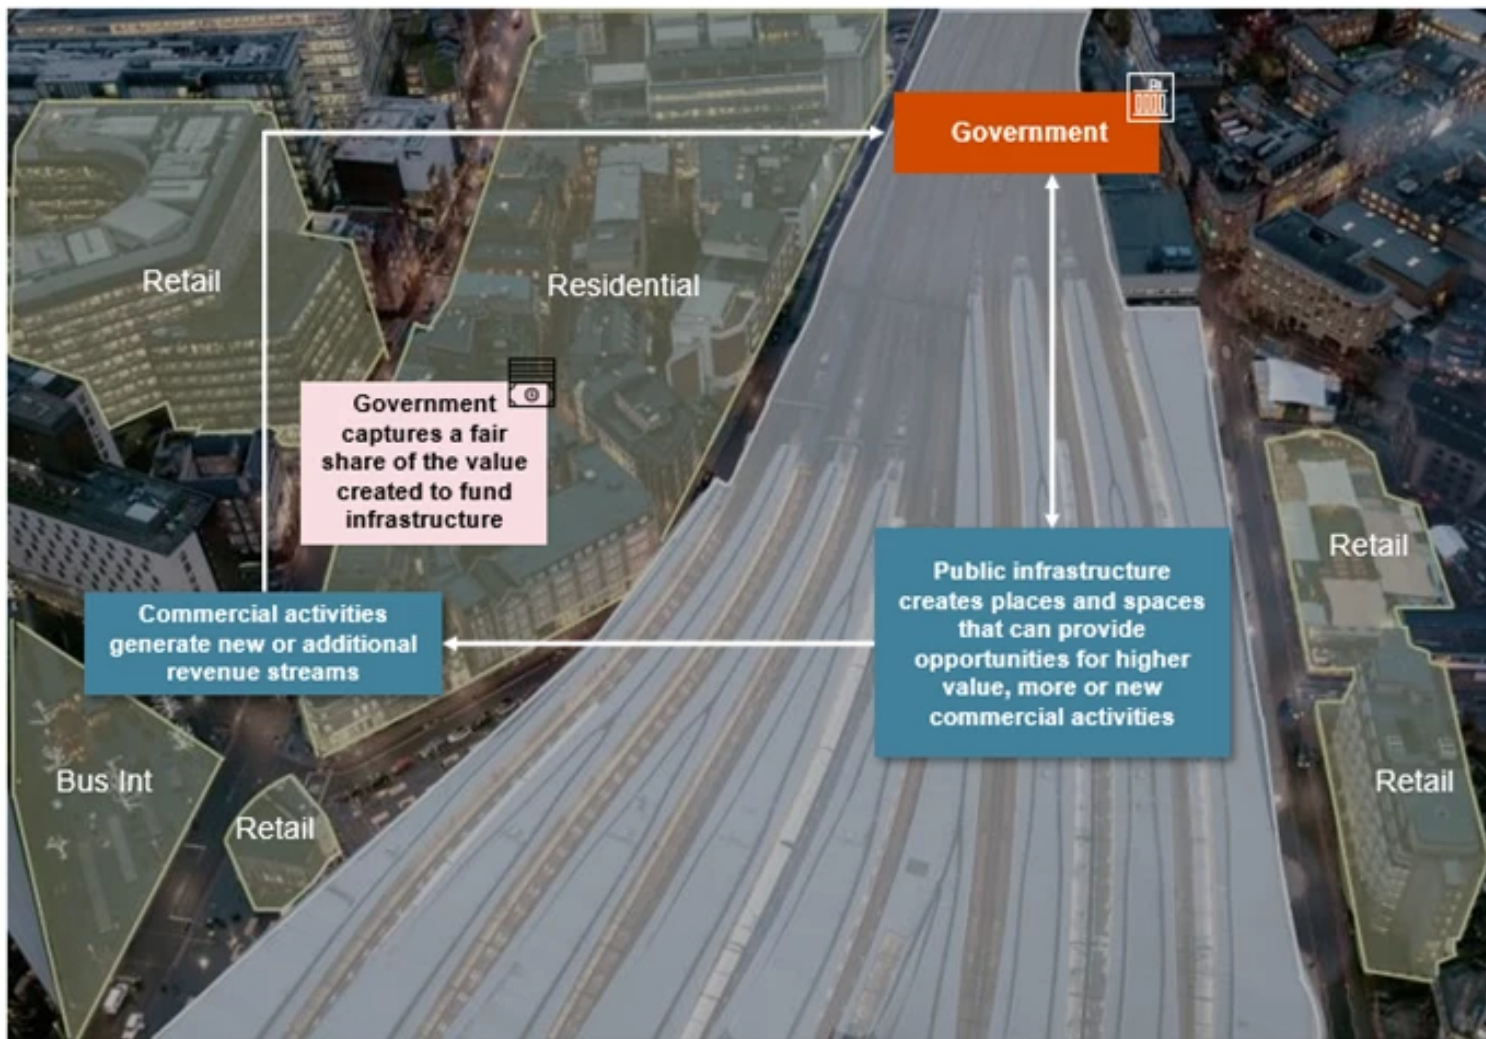 Government
Retail
Residential
Government
captures a fair
share of the value
created to fund
infrastructure
Retail
Public infrastructure
creates places and spaces
that can provide
opportunities for higher
value, more or new
commercial activities
Commercial activities
generate new or additional
revenue streams
Bus Int
Retail
Retail